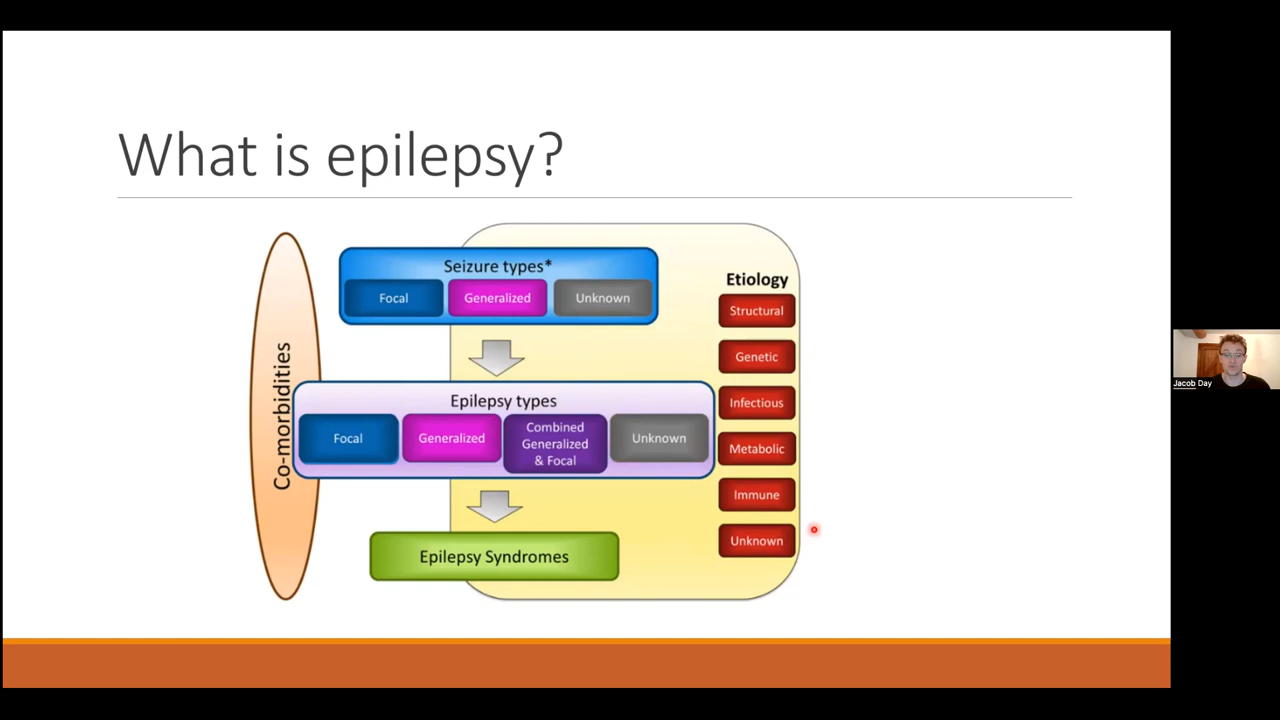 What is epilepsy?
Seizure types*
Focal
Generalized
Unknown
Etiology
Structural
Genetic
Infectious
Metabolic
Immune
Unknown
Co-morbidities
Epilepsy types
Focal
Generalized
Combined
Generalized
& Focal
Unknown
Epilepsy Syndromes
Jacob Day